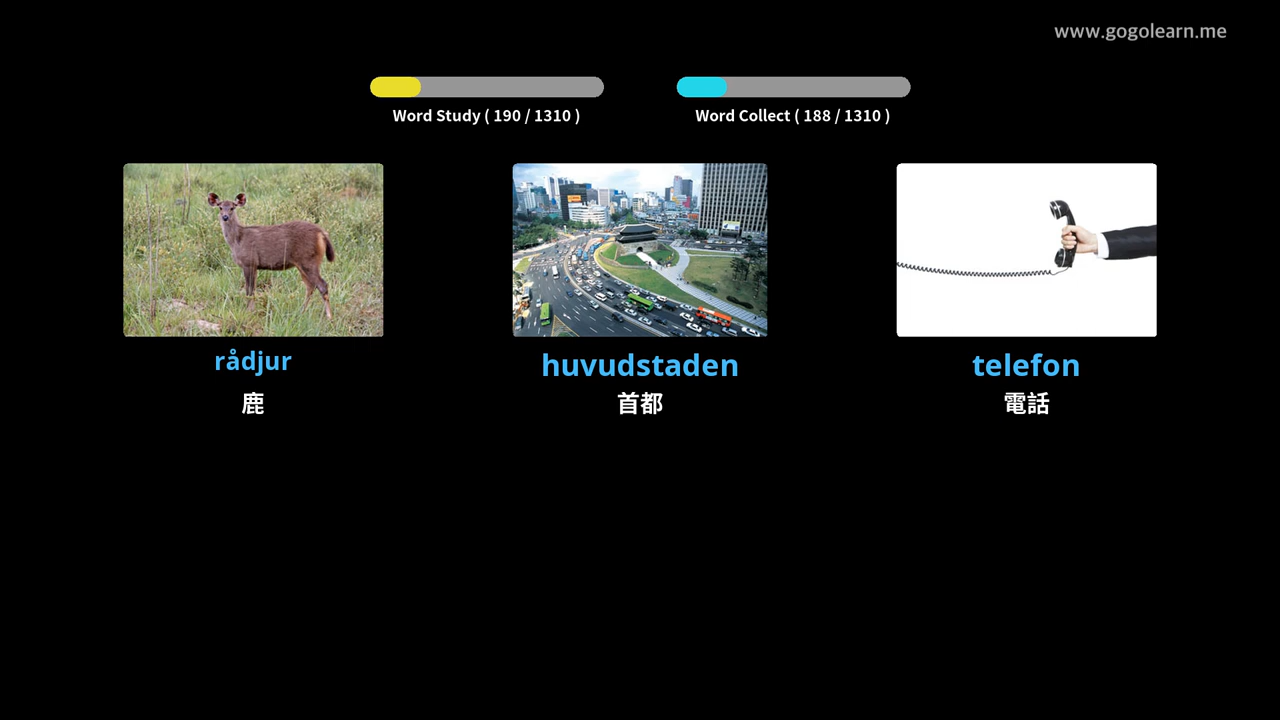 www.gogolearn.me
Word Study ( 190 / 1310 )
Word Collect ( 188 / 1310 )
rådjur
huvudstaden
telefon
鹿
首都
電話